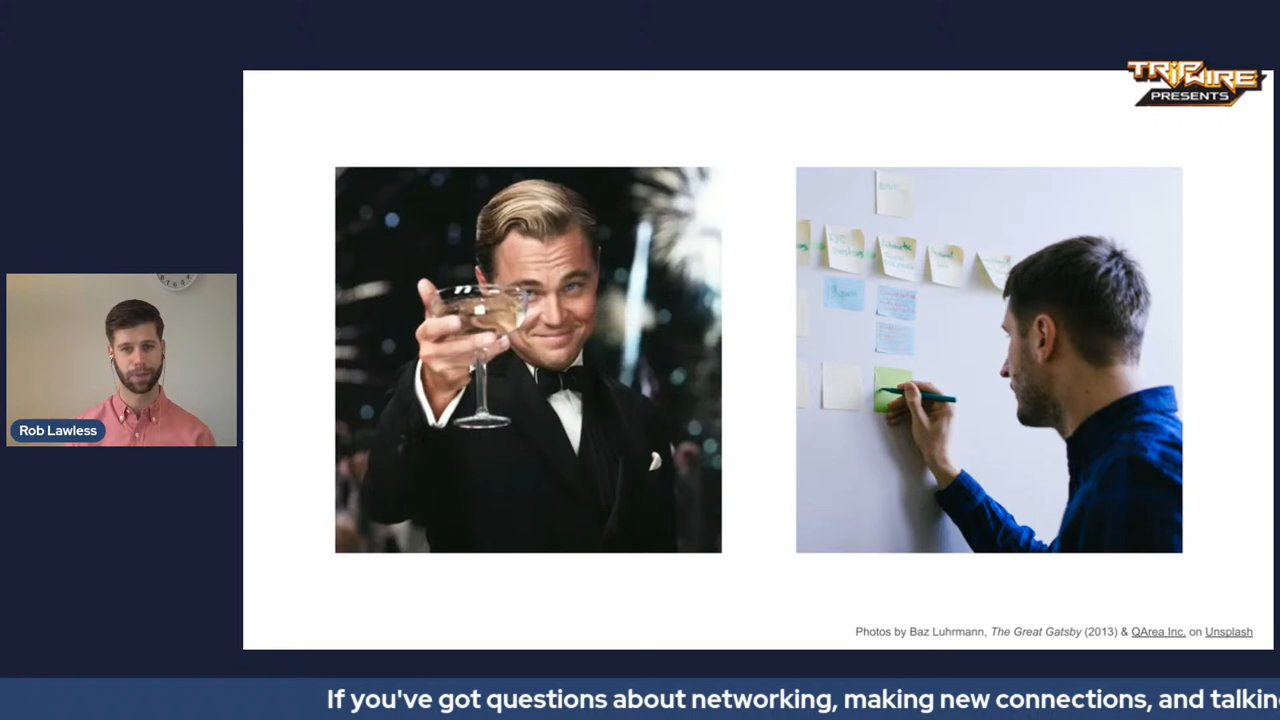 TRIPWIRE
PRESENTS
Rob Lawless
Photos by Baz Luhrmann, The Great Gatsby (2013) & QArea Inc. on Unsplash
If you've got questions about networking, making new connections, and talkin